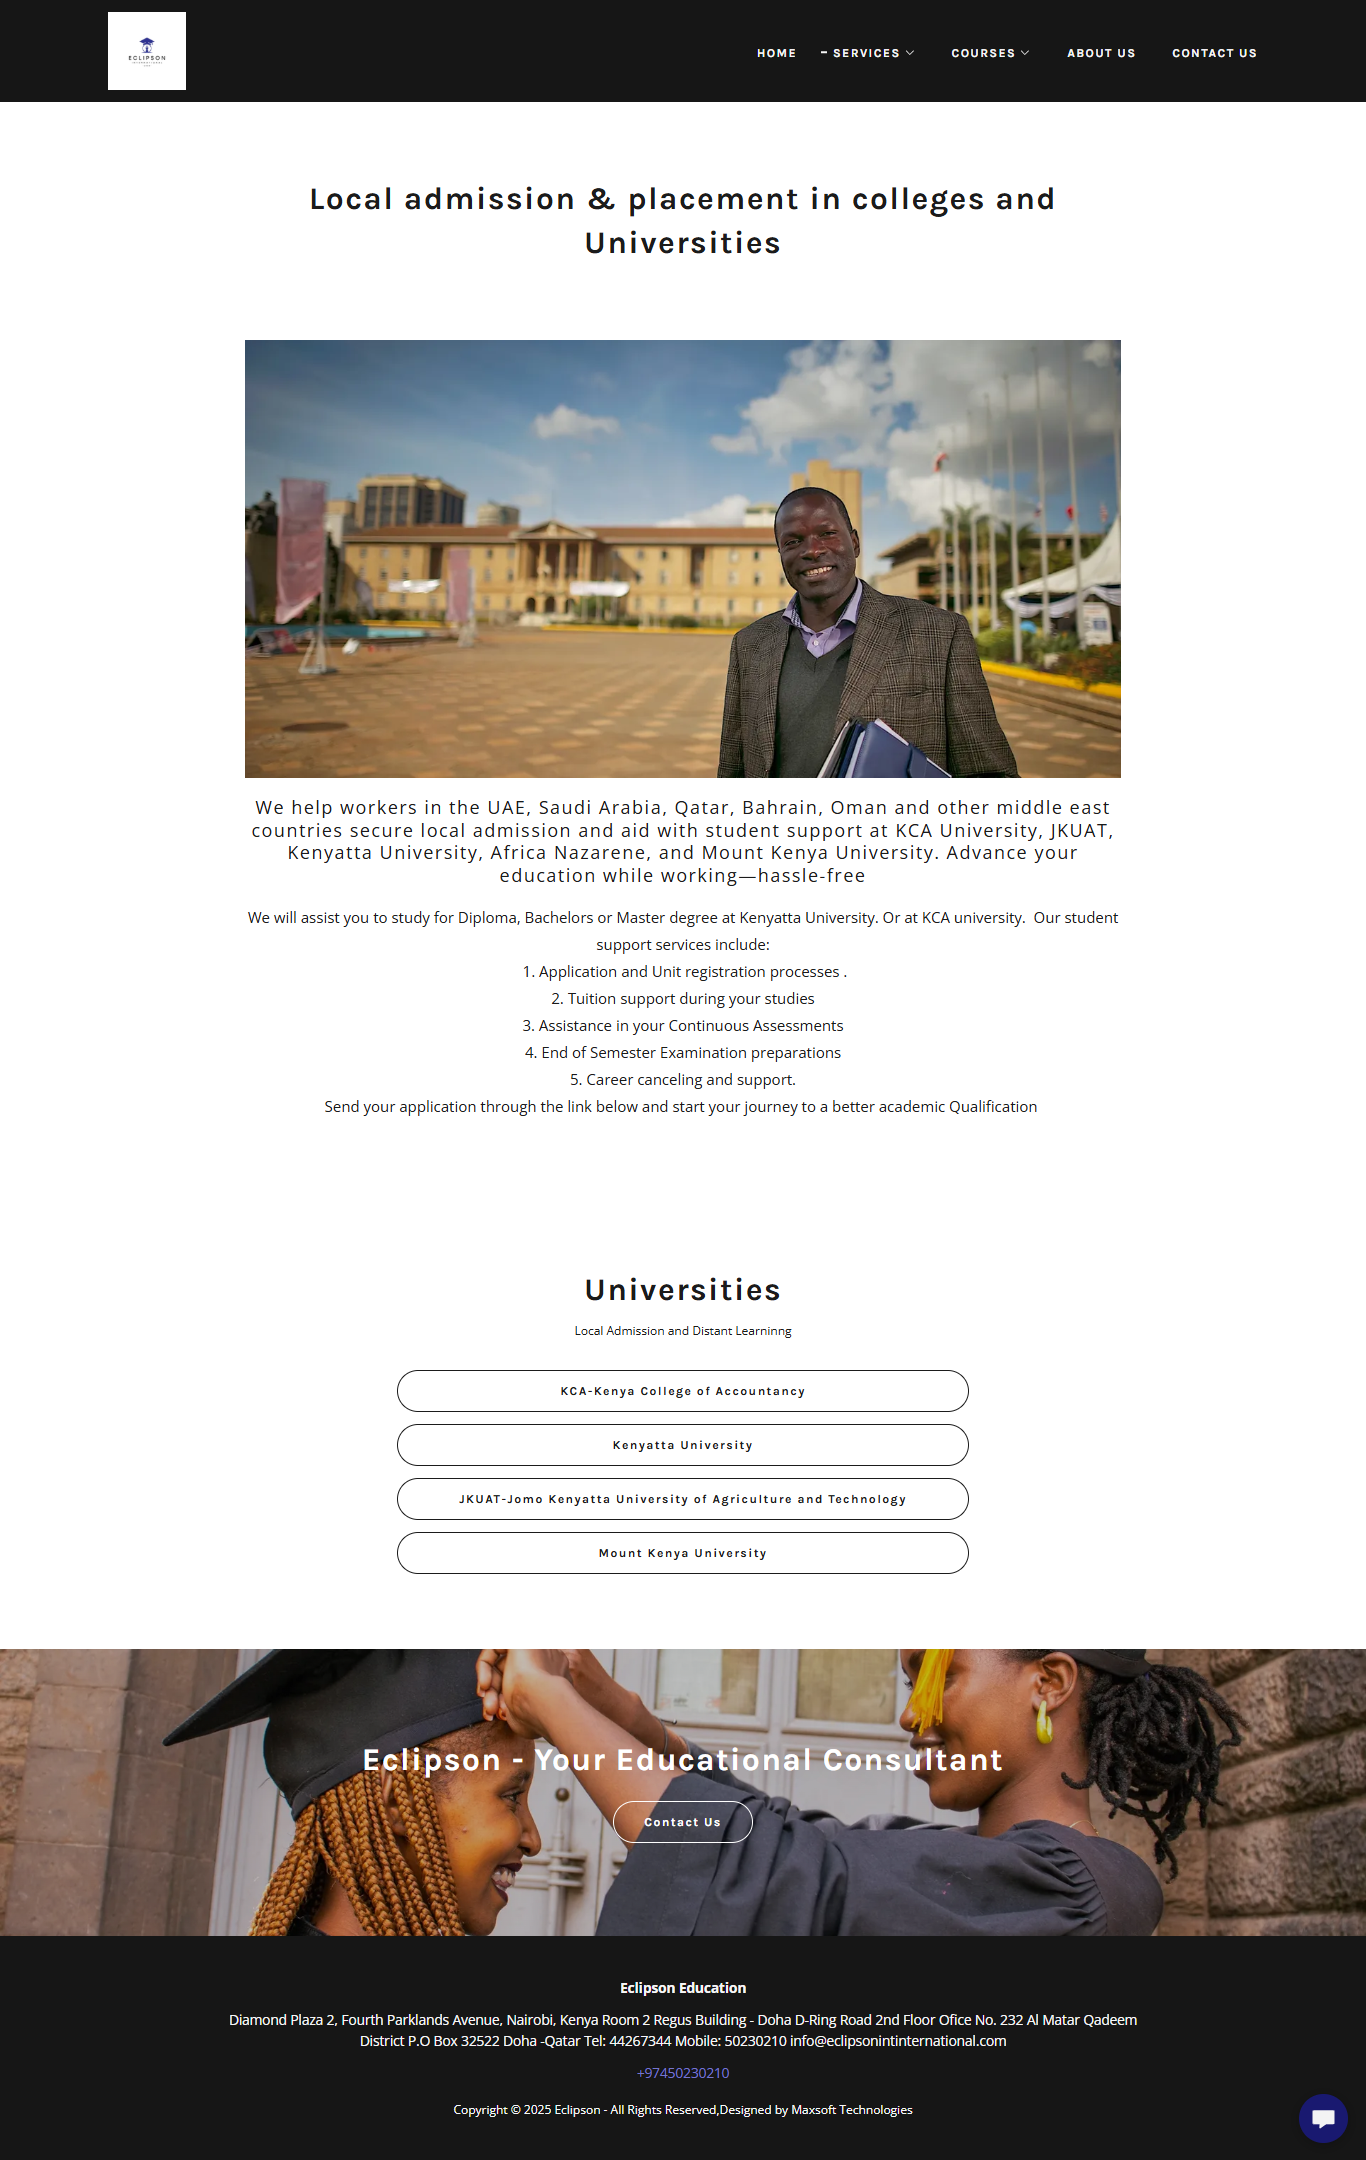 ECLIPSON
HOME
SERVICES
COURSES
ABOUT US
CONTACT US
Local admission & placement in colleges and
Universities
We help workers in the UAE, Saudi Arabia, Qatar, Bahrain, Oman and other middle east
countries secure local admission and aid with student support at KCA University, JKUAT,
Kenyatta University, Africa Nazarene, and Mount Kenya University. Advance your
education while working—hassle-free
We will assist you to study for Diploma, Bachelors or Master degree at Kenyatta University. Or at KCA university.  Our student
support services include:
1. Application and Unit registration processes .
2. Tuition support during your studies
3. Assistance in your Continuous Assessments
4. End of Semester Examination preparations
5. Career canceling and support.
Send your application through the link below and start your journey to a better academic Qualification
Universities
Local Admission and Distant Learninng
KCA-Kenya College of Accountancy
Kenyatta University
JKUAT-Jomo Kenyatta University of Agriculture and Technology
Mount Kenya University
Eclipson - Your Educational Consultant
Contact Us
Eclipson Education
Diamond Plaza 2, Fourth Parklands Avenue, Nairobi, Kenya Room 2 Regus Building - Doha D-Ring Road 2nd Floor Ofice No. 232 Al Matar Qadeem
District P.O Box 32522 Doha -Qatar Tel: 44267344 Mobile: 50230210 info@eclipsonintinternational.com
+97450230210
Copyright © 2025 Eclipson - All Rights Reserved,Designed by Maxsoft Technologies